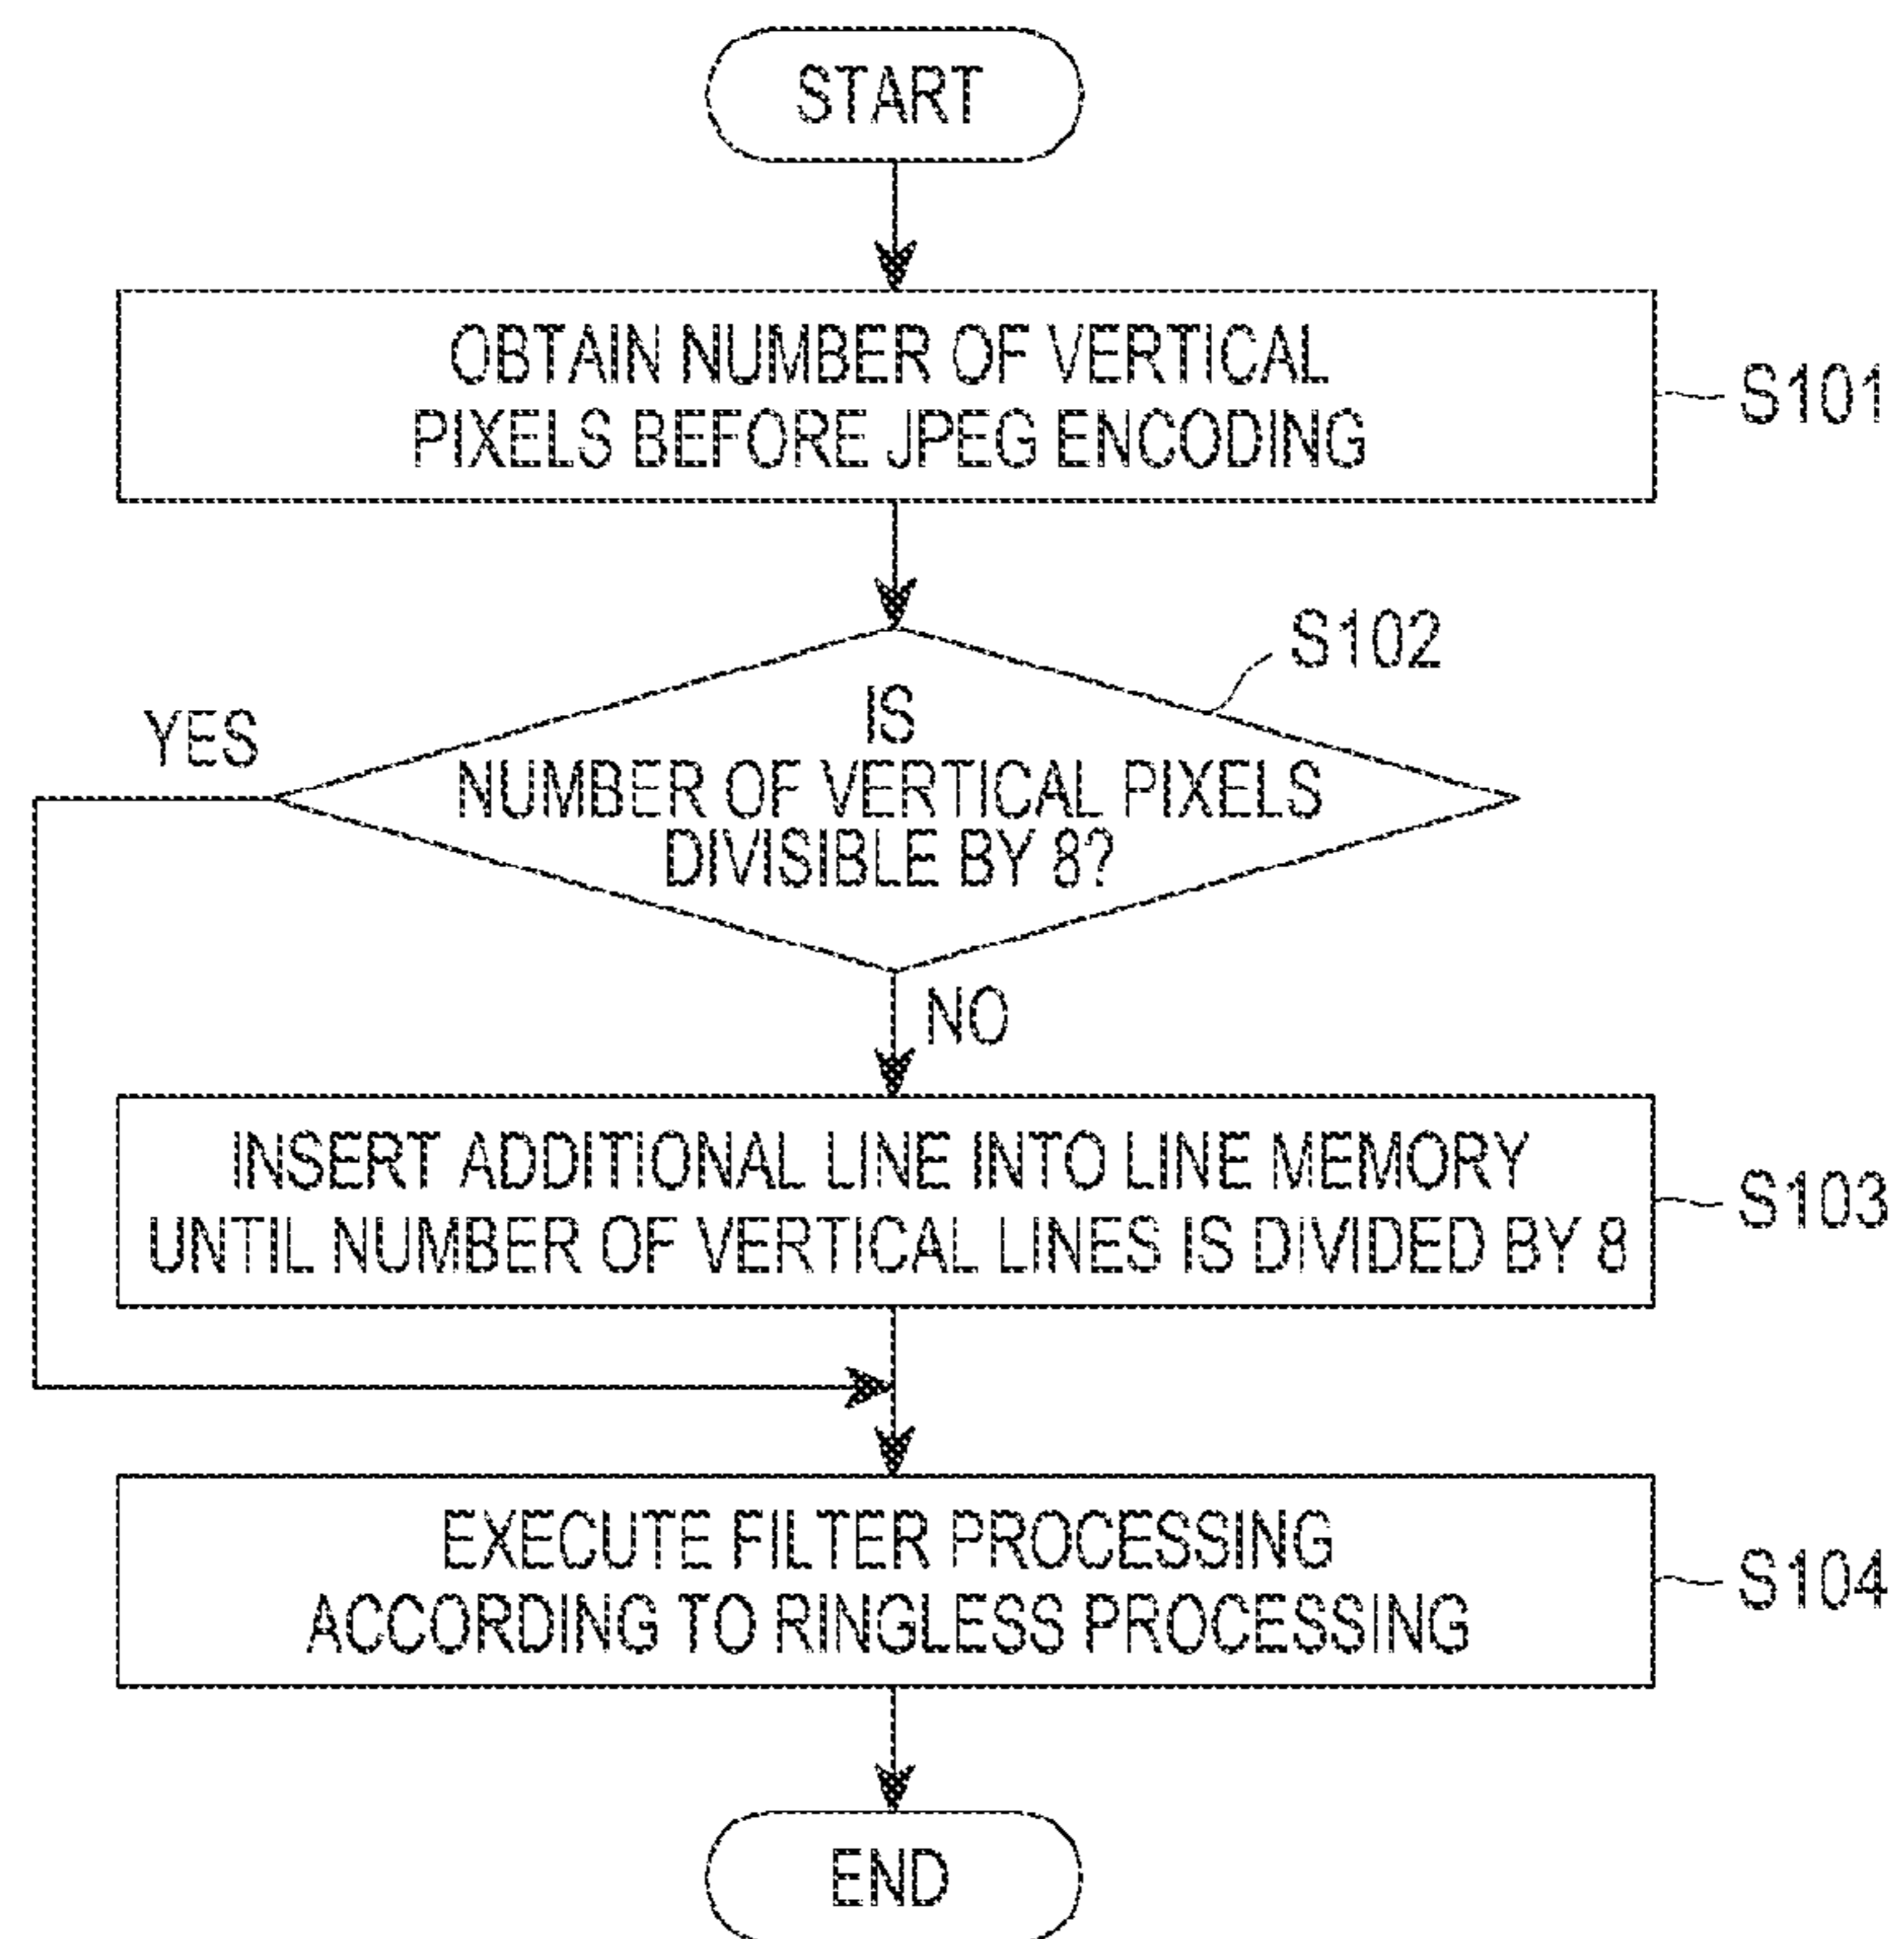 START
OBTAIN NUMBER OF VERTICAL
PIXELS BEFORE JPEG ENCODING
S101
S102
IS
NUMBER OF VERTICAL PIXELS
DIVISIBLE BY 8?
YES
NO
INSERT ADDITIONAL LINE INTO LINE MEMORY
UNTIL NUMBER OF VERTICAL LINES IS DIVIDED BY 8
S103
EXECUTE FILTER PROCESSING
ACCORDING TO RINGLESS PROCESSING
S104
END